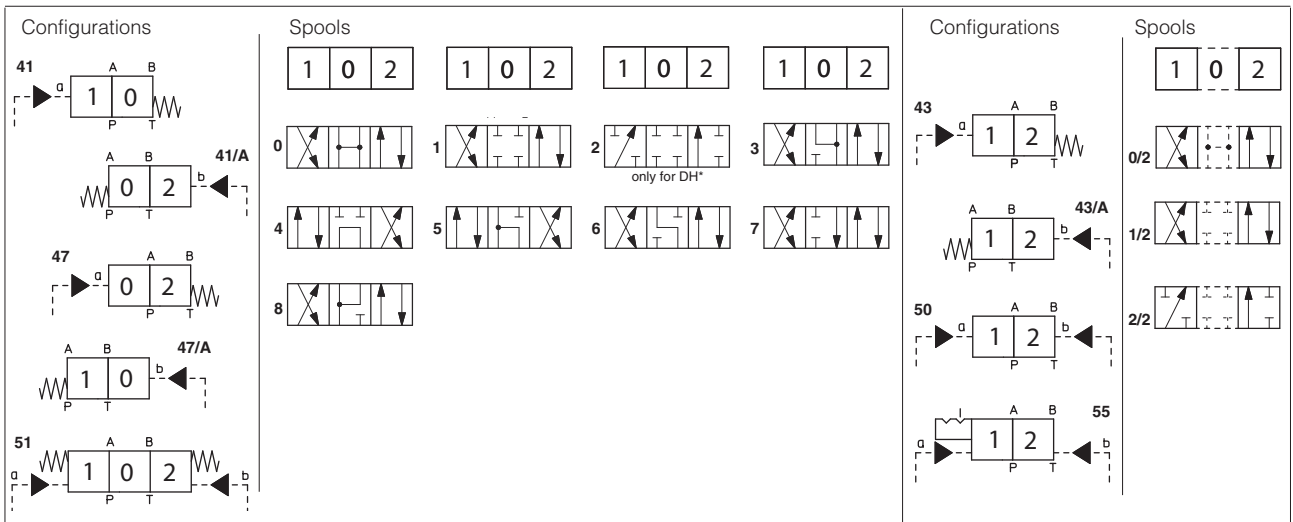 Configurations
Spools
41
a
A B
1 0
P T
A B
41/A
0 2
b
P T
47
a
A B
0 2
P T
A B
47/A
1 0
b
P T
51
a
A B
1 0 2
b
P T
1 0 2
1 0 2
1 0 2
1 0 2
0
1
2
only for DH*
3
4
5
6
7
8
Configurations
Spools
43
a
A B
1 2
P T
A B
43/A
1 2
b
P T
50
a
A B
1 2
b
P T
55
a
A B
1 2
b
P T
1 0 2
0/2
1/2
2/2